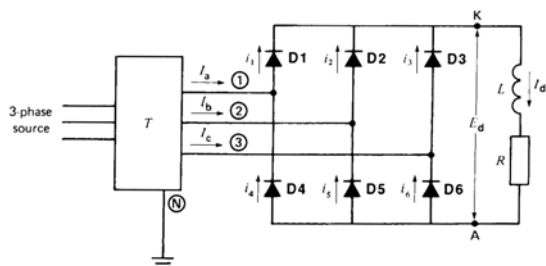 K
I_a
①
i_1
D1
i_2
D2
i_3
D3
3-phase
source
T
I_b
②
L
I_d
E_d
I_c
③
R
i_4
D4
i_5
D5
i_6
D6
N
A